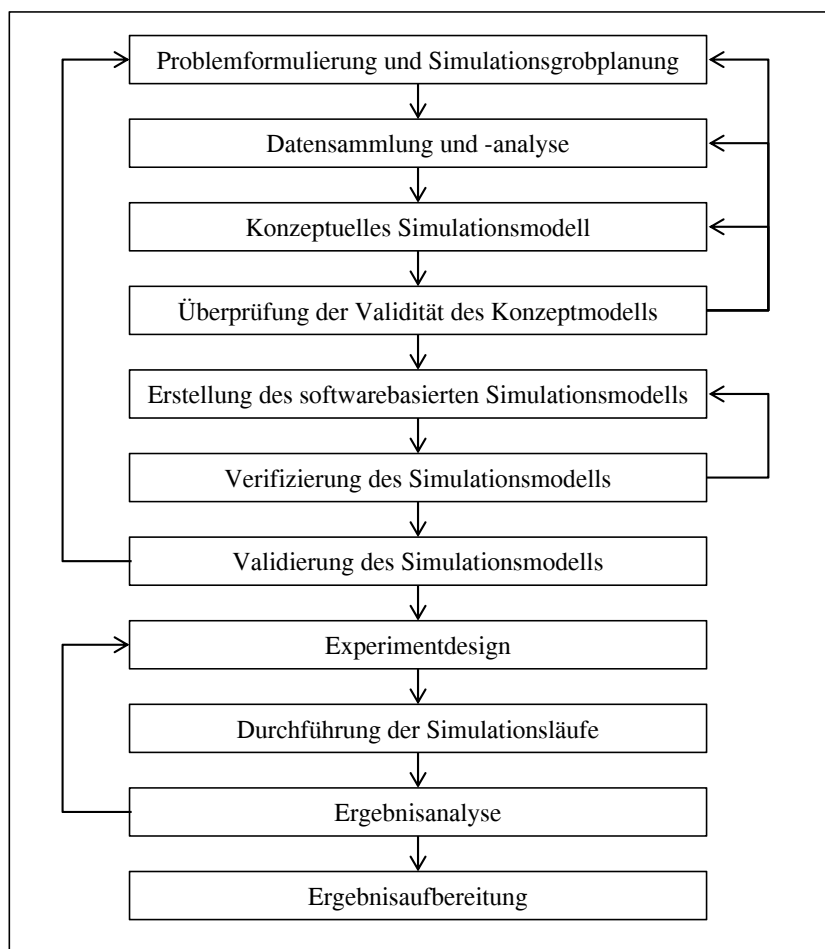 Problemformulierung und Simulationsgrobplanung
Datensammlung und -analyse
Konzeptuelles Simulationsmodell
Überprüfung der Validität des Konzeptmodells
Erstellung des softwarebasierten Simulationsmodells
Verifizierung des Simulationsmodells
Validierung des Simulationsmodells
Experimentdesign
Durchführung der Simulationsläufe
Ergebnisanalyse
Ergebnisaufbereitung